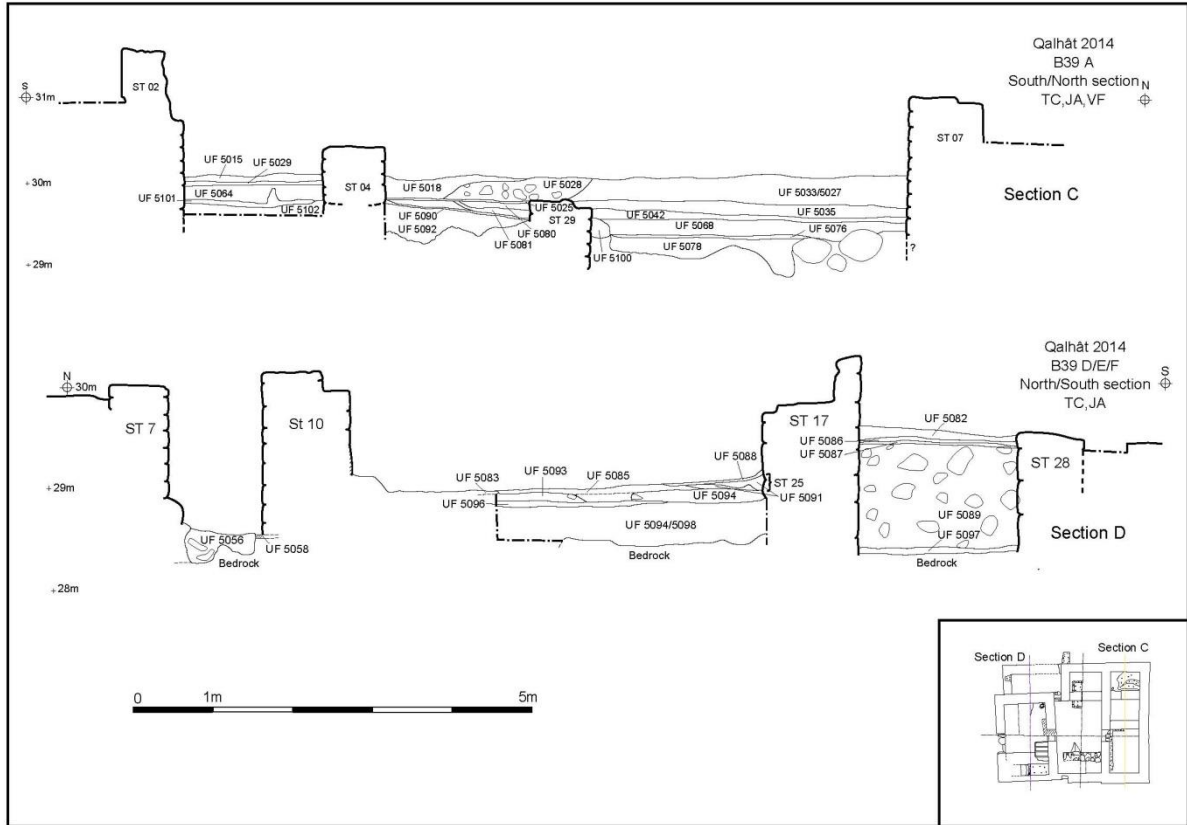 Qalhât 2014
B39 A
South/North section
TC,JA,VF
N
S
31m
ST 02
ST 07
UF 5015
UF 5029
30m
UF 5101
UF 5064
UF 5102
ST 04
UF 5018
UF 5028
UF 5033/5027
Section C
UF 5090
UF 5092
UF 5025
ST 29
UF 5042
UF 5035
UF 5080
UF 5068
UF 5076
UF 5081
UF 5078
UF 5100
?
29m
Qalhât 2014
B39 D/E/F
North/South section
TC,JA
S
N
30m
ST 7
St 10
ST 17
UF 5082
UF 5086
UF 5087
ST 28
UF 5088
UF 5083
UF 5093
UF 5085
ST 25
29m
UF 5096
UF 5094
UF 5091
UF 5094/5098
UF 5089
UF 5097
Section D
UF 5056
UF 5058
Bedrock
Bedrock
Bedrock
28m
Section D
Section C
0
1m
5m